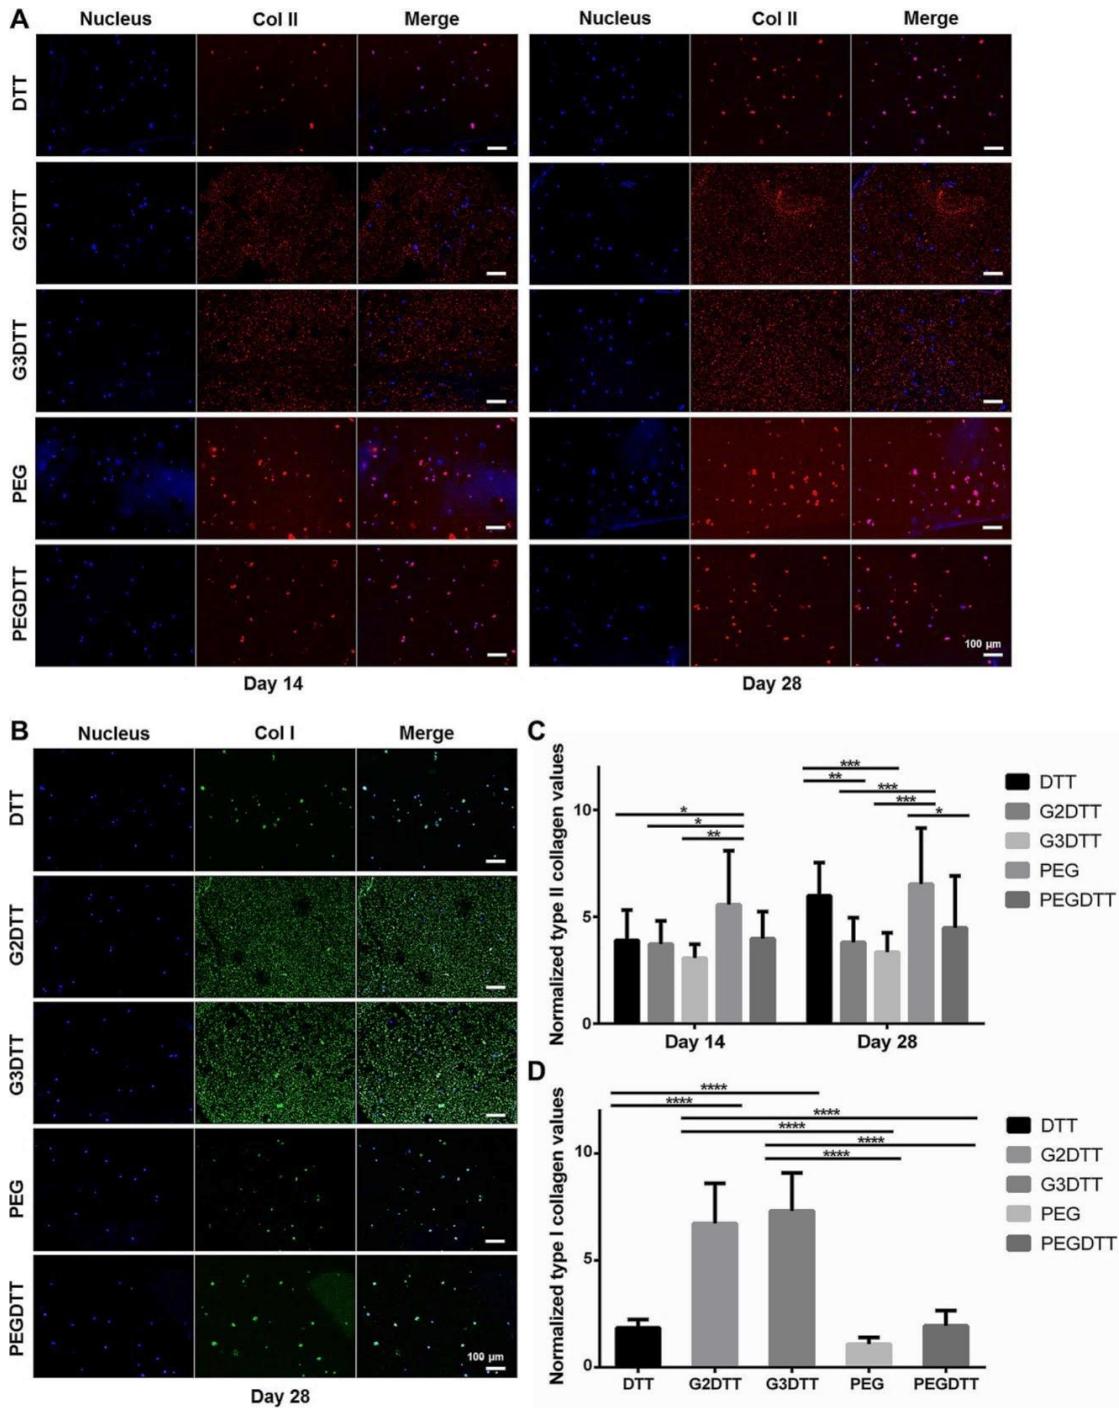 A
Nucleus Col II Merge Nucleus Col II Merge
DTT
G2DTT
G3DTT
PEG
PEGDTT
100 µm
Day 14 Day 28
B
Nucleus Col I Merge
DTT
G2DTT
G3DTT
PEG
PEGDTT
100 µm
Day 28
C
Normalized type II collagen values
10
5
0
***
**
***
***
*
*
*
**
Day 14 Day 28
DTT
G2DTT
G3DTT
PEG
PEGDTT
D
Normalized type I collagen values
10
5
0
****
****
****
****
****
****
DTT G2DTT G3DTT PEG PEGDTT
DTT
G2DTT
G3DTT
PEG
PEGDTT